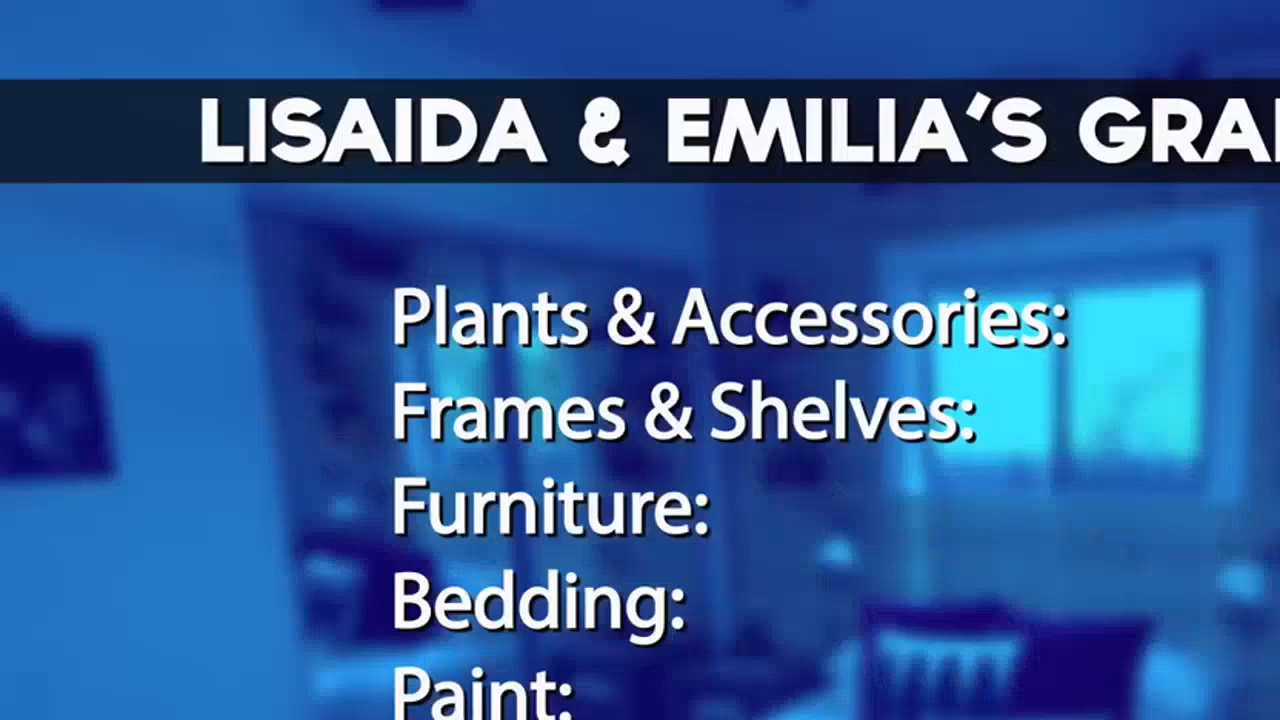 LISAIDA & EMILIA'S GRA
Plants & Accessories:
Frames & Shelves:
Furniture:
Bedding:
Paint: